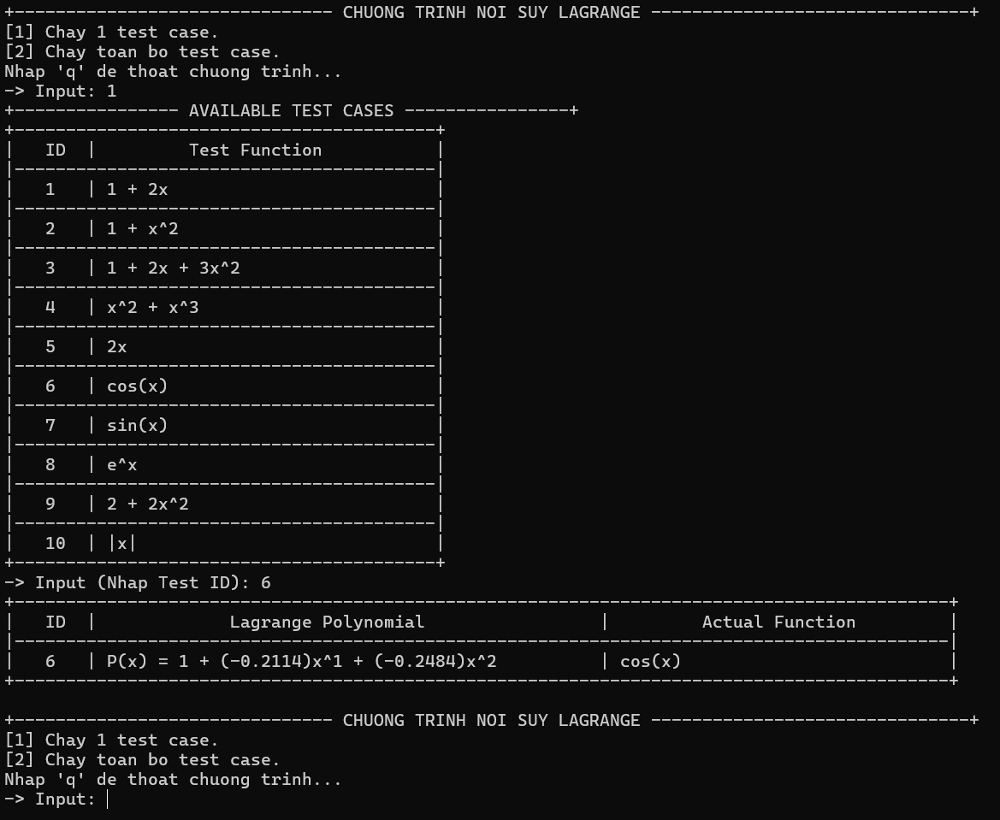 +------------------------------- CHUONG TRINH NOI SUY LAGRANGE -------------------------------+
[1] Chay 1 test case.
[2] Chay toan bo test case.
Nhap 'q' de thoat chuong trinh...
-> Input: 1
+---------------- AVAILABLE TEST CASES ----------------+
+-----------------------------------------+
|   ID  |         Test Function           |
|-----------------------------------------|
|   1   | 1 + 2x                          |
|-----------------------------------------|
|   2   | 1 + x^2                         |
|-----------------------------------------|
|   3   | 1 + 2x + 3x^2                   |
|-----------------------------------------|
|   4   | x^2 + x^3                       |
|-----------------------------------------|
|   5   | 2x                              |
|-----------------------------------------|
|   6   | cos(x)                          |
|-----------------------------------------|
|   7   | sin(x)                          |
|-----------------------------------------|
|   8   | e^x                             |
|-----------------------------------------|
|   9   | 2 + 2x^2                        |
|-----------------------------------------|
|   10  | |x|                             |
+-----------------------------------------+
-> Input (Nhap Test ID): 6
+-------------------------------------------------------------------------------------------+
|   ID  |             Lagrange Polynomial                 |         Actual Function         |
|-------------------------------------------------------------------------------------------|
|   6   | P(x) = 1 + (-0.2114)x^1 + (-0.2484)x^2          | cos(x)                          |
+-------------------------------------------------------------------------------------------+
+------------------------------- CHUONG TRINH NOI SUY LAGRANGE -------------------------------+
[1] Chay 1 test case.
[2] Chay toan bo test case.
Nhap 'q' de thoat chuong trinh...
-> Input: